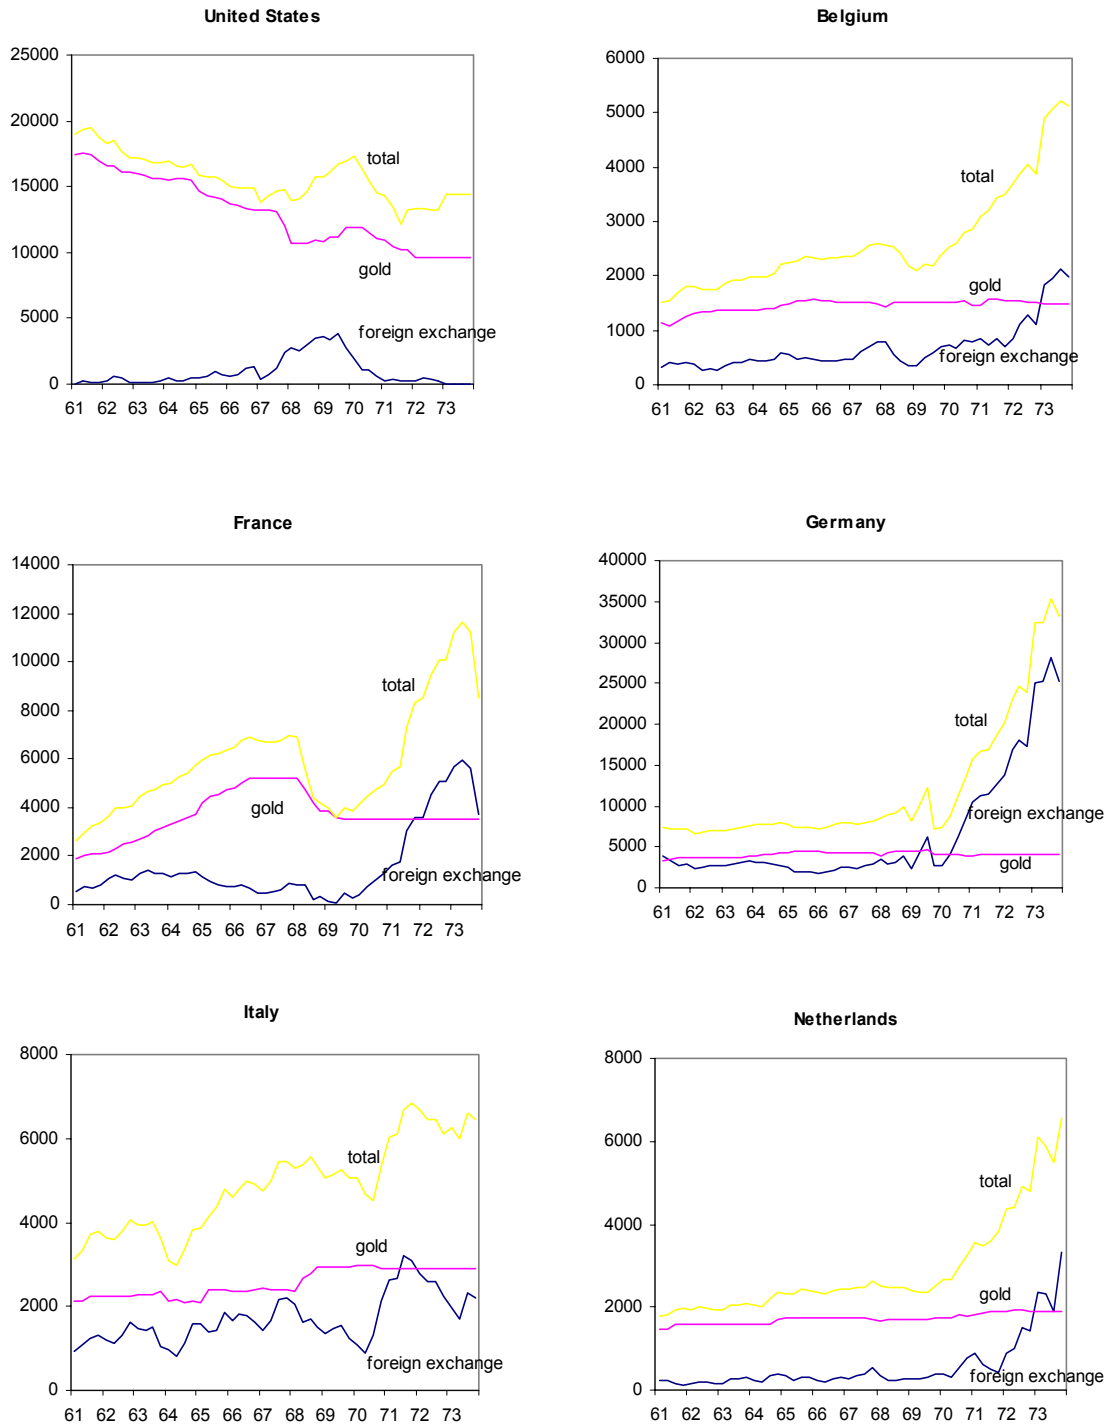 United States
25000
20000
15000
10000
5000
0
total
gold
foreign exchange
61 62 63 64 65 67 68 69 70 71 72 73
Belgium
6000
5000
4000
3000
2000
1000
0
total
gold
foreign exchange
61 62 63 64 65 67 68 69 70 71 72 73
France
14000
12000
10000
8000
6000
4000
2000
0
total
gold
foreign exchange
61 62 63 64 65 66 67 68 69 70 71 72 73
Germany
40000
35000
30000
25000
20000
15000
10000
5000
0
total
foreign exchange
gold
61 62 63 64 65 66 67 68 69 70 71 72 73
Italy
8000
6000
4000
2000
0
total
gold
foreign exchange
61 62 63 64 65 66 67 68 69 70 71 72 73
Netherlands
8000
6000
4000
2000
0
total
gold
foreign exchange
61 62 63 64 65 66 67 68 69 70 71 72 73